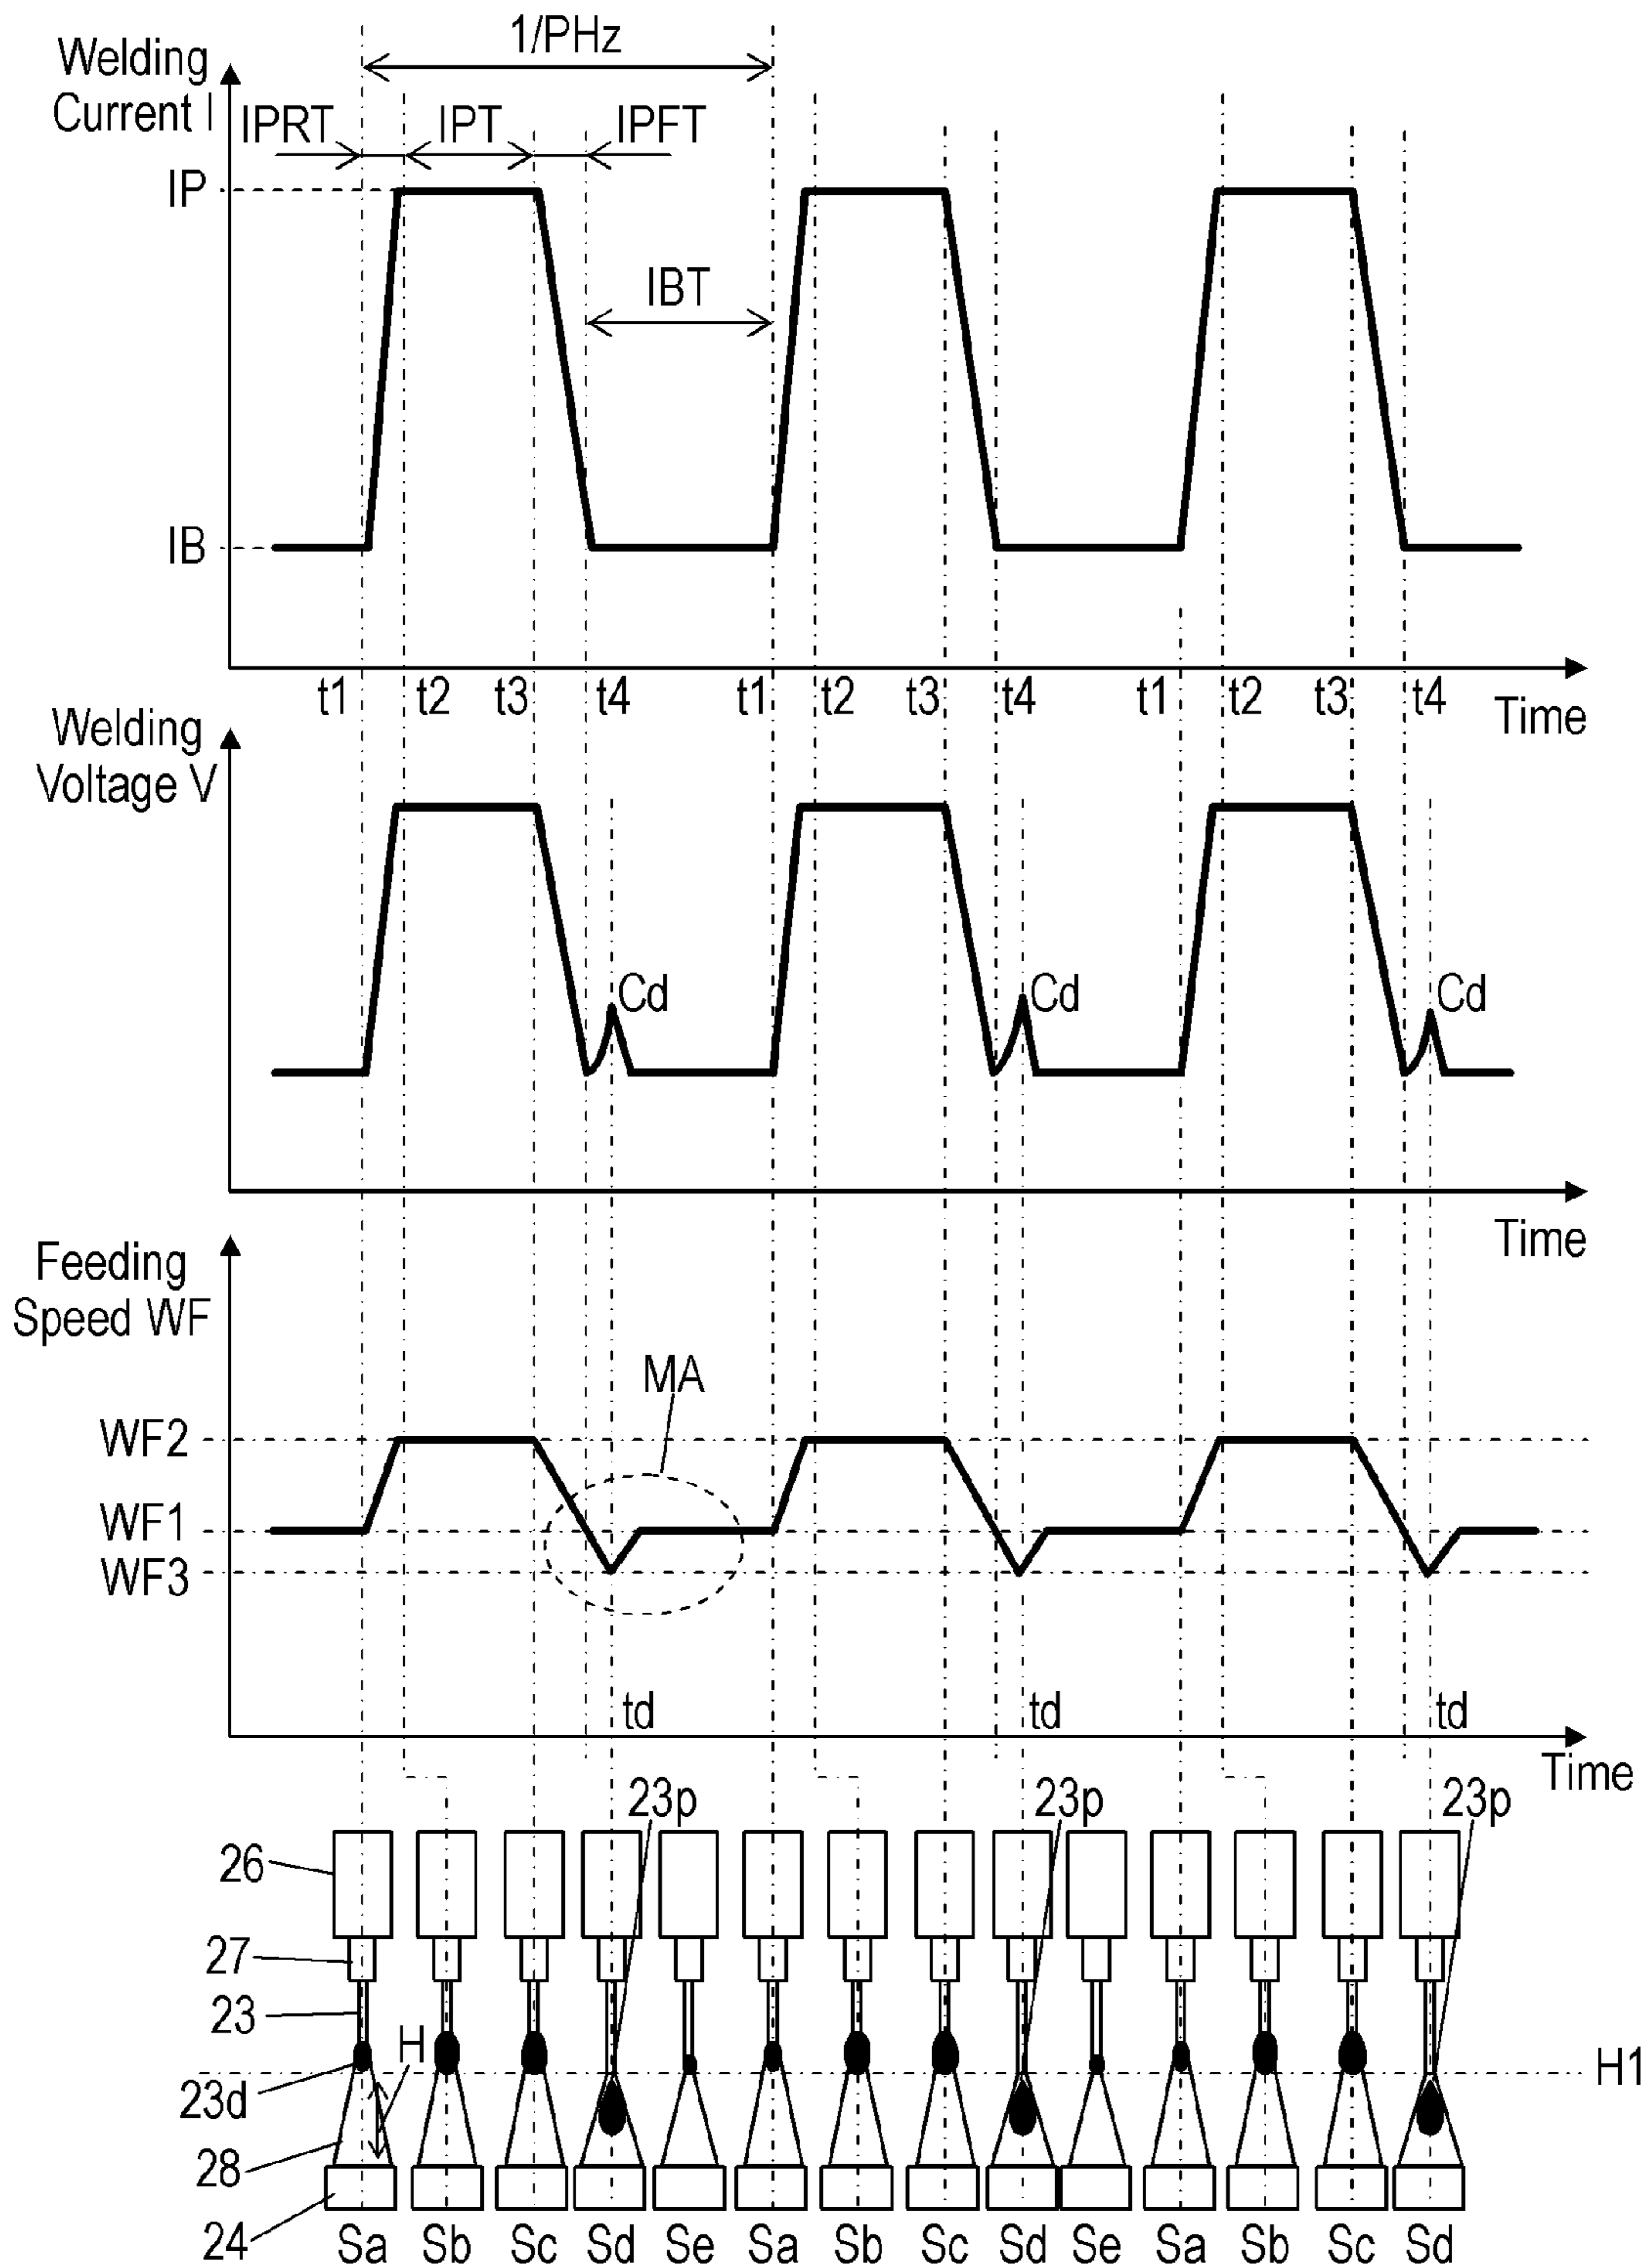 1/PHz
Welding
Current I
IPRT
IPT
IPFT
IP
IBT
IB
t1 t2 t3 t4 t1 t2 t3 t4 t1 t2 t3 t4
Time
Welding
Voltage V
Cd Cd Cd
Time
Feeding
Speed WF
MA
WF2
WF1
WF3
td td td
Time
23p 23p 23p
26
27
23
H
H1
23d
28
24
Sa Sb Sc Sd Se Sa Sb Sc Sd Se Sa Sb Sc Sd